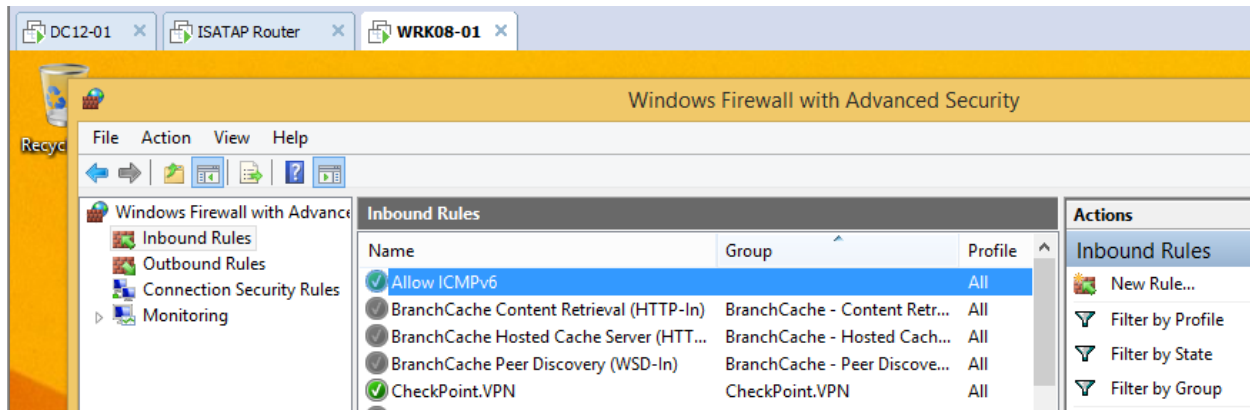 DC12-01 ISATAP Router WRK08-01
Windows Firewall with Advanced Security
Recyc
File Action View Help
Windows Firewall with Advance
Inbound Rules
Outbound Rules
Connection Security Rules
Monitoring
Inbound Rules
Name Group Profile
Allow ICMPv6 All
BranchCache Content Retrieval (HTTP-In) BranchCache - Content Retr... All
BranchCache Hosted Cache Server (HTT... BranchCache - Hosted Cach... All
BranchCache Peer Discovery (WSD-In) BranchCache - Peer Discove... All
CheckPoint.VPN CheckPoint.VPN All
Actions
Inbound Rules
New Rule...
Filter by Profile
Filter by State
Filter by Group